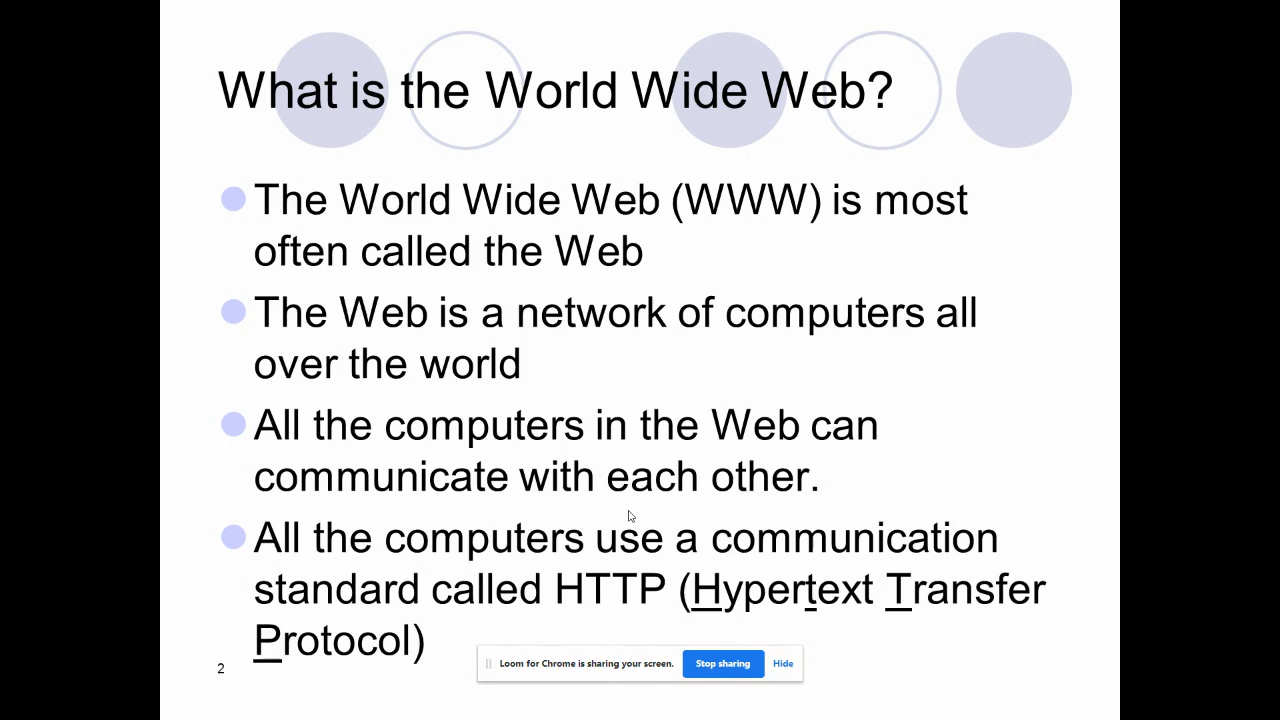 What is the World Wide Web?
The World Wide Web (WWW) is most
often called the Web
The Web is a network of computers all
over the world
All the computers in the Web can
communicate with each other.
All the computers use a communication
standard called HTTP (Hypertext Transfer
Protocol)
2
Loom for Chrome is sharing your screen. Stop sharing Hide